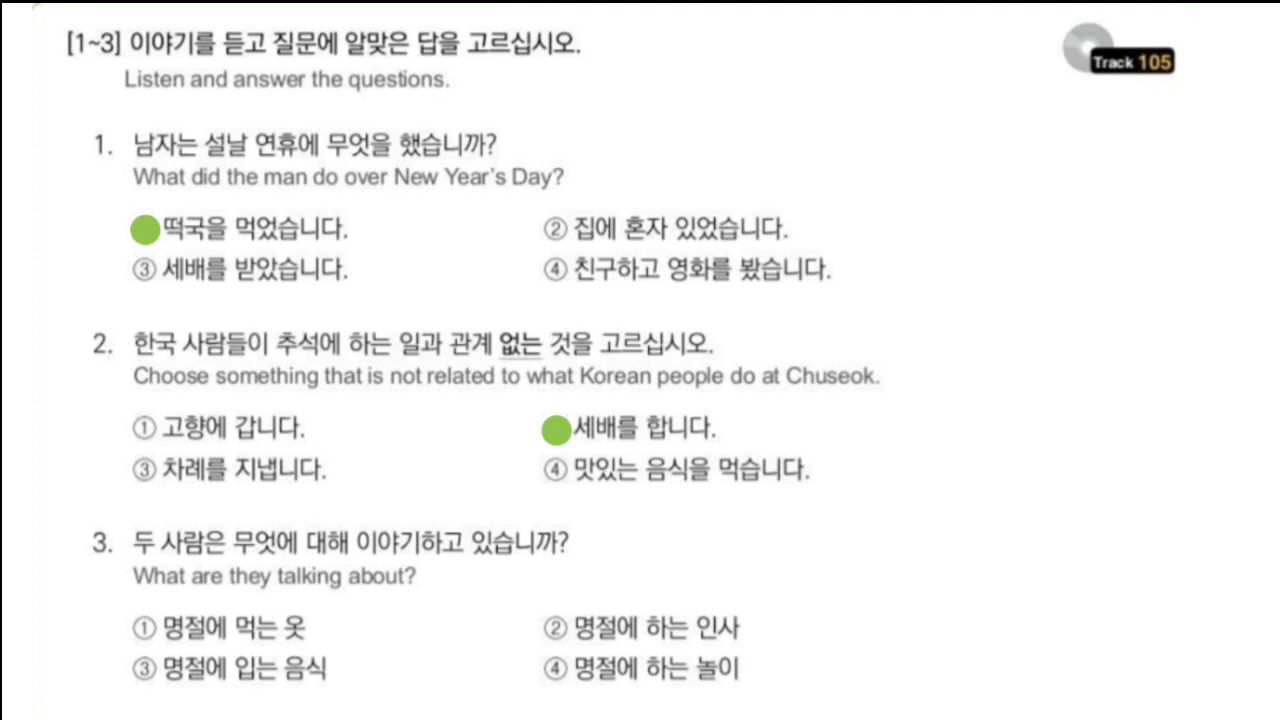 [1~3] 이야기를 듣고 질문에 알맞은 답을 고르십시오.
Listen and answer the questions.
Track 105
1. 남자는 설날 연휴에 무엇을 했습니까?
What did the man do over New Year's Day?
떡국을 먹었습니다.
② 집에 혼자 있었습니다.
③ 세배를 받았습니다.
④ 친구하고 영화를 봤습니다.
2. 한국 사람들이 추석에 하는 일과 관계 없는 것을 고르십시오.
Choose something that is not related to what Korean people do at Chuseok.
① 고향에 갑니다.
세배를 합니다.
③ 차례를 지냅니다.
④ 맛있는 음식을 먹습니다.
3. 두 사람은 무엇에 대해 이야기하고 있습니까?
What are they talking about?
① 명절에 먹는 옷
② 명절에 하는 인사
③ 명절에 입는 음식
④ 명절에 하는 놀이